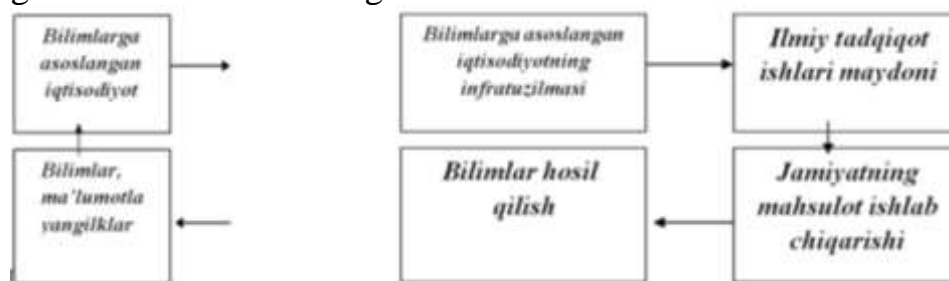 Bilimlarga
asoslangan
iqtisodiyot
Bilimlarga asoslangan
iqtisodiyotning
infratuzilmasi
Ilmiy tadqiqot
ishlari maydoni
Bilimlar,
ma'lumotla
yangilklar
Bilimlar hosil
qilish
Jamiyatning
mahsulot ishlab
chiqarishi